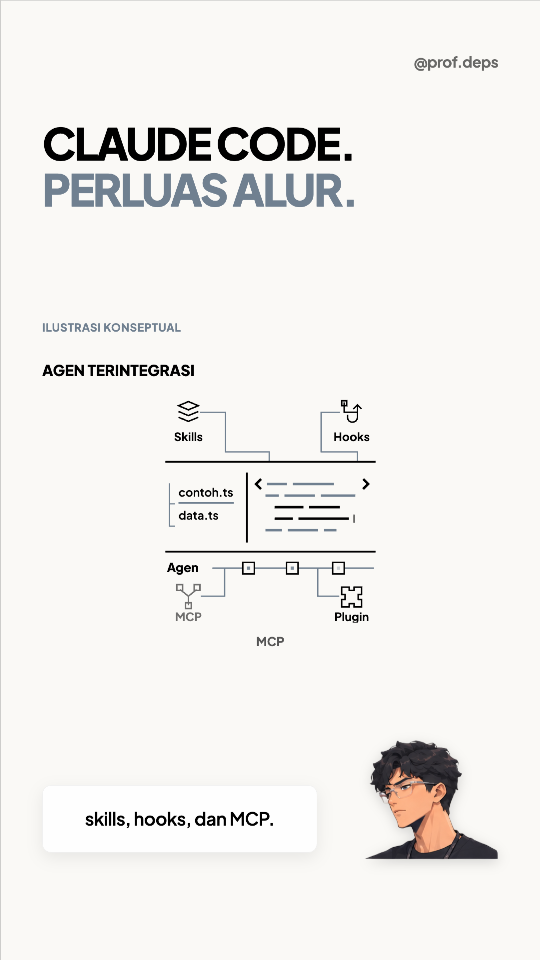 @prof.deps
CLAUDE CODE.
PERLUAS ALUR.
ILUSTRASI KONSEPTUAL
AGEN TERINTEGRASI
Skills
Hooks
contoh.ts
data.ts
Agen
MCP
Plugin
MCP
skills, hooks, dan MCP.